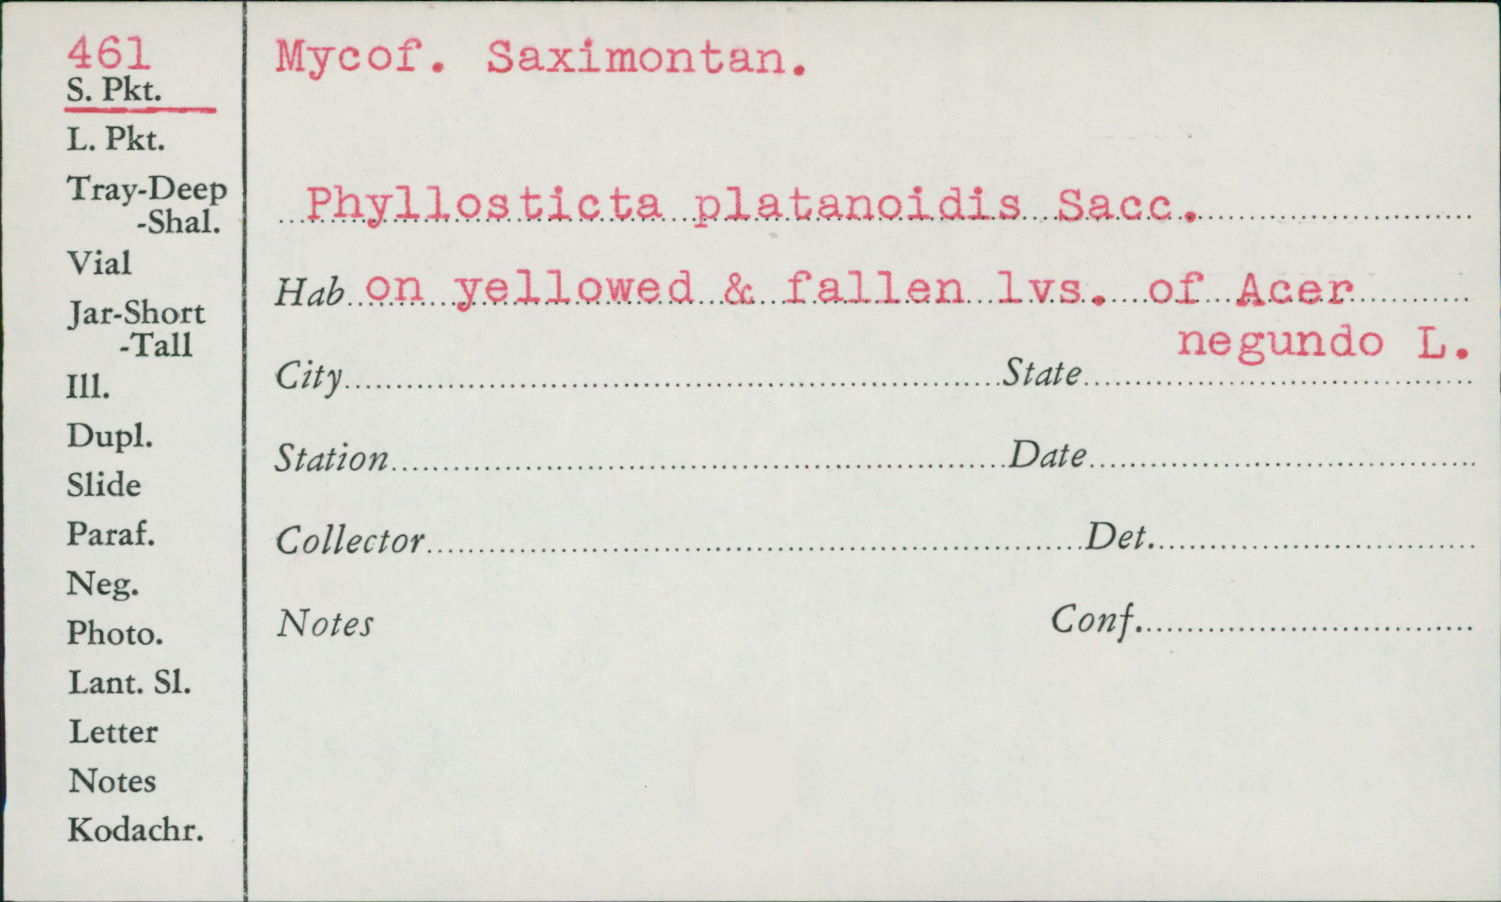 461
S. Pkt.
L. Pkt.
Tray-Deep
-Shal.
Vial
Jar-Short
-Tall
Ill.
Dupl.
Slide
Paraf.
Neg.
Photo.
Lant. Sl.
Letter
Notes
Kodachr.
Mycof. Saximontan.
Phyllosticta platanoidis Sacc.
Hab on yellowed & fallen lvs. of Acer
negundo L.
City State
Station Date
Collector Det.
Notes Conf.